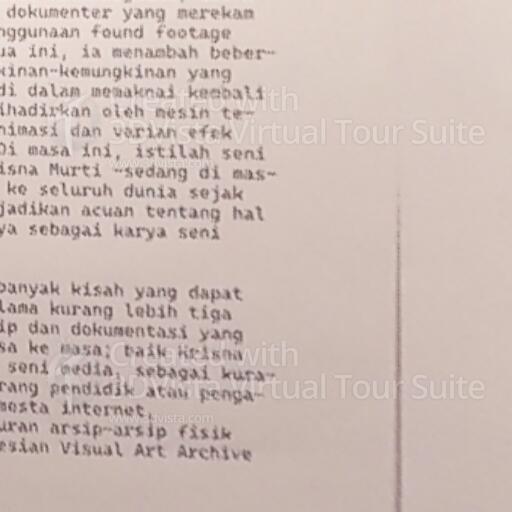 dokumenter yang merekam
nggunaan found footage
ua ini, ia menambah beber-
kinan-kemungkinan yang
di dalam memaknai kembali
ihadirkan oleh mesin te-
nimasi dan varian efek
Di masa ini, istilah seni
isna Murti -sedang di mas-
ke seluruh dunia sejak
jadikan acuan tentang hal
ya sebagai karya seni
banyak kisah yang dapat
lama kurang lebih tiga
ip dan dokumentasi yang
sa ke masa; baik Krisna
seni media, sebagai kura-
rang pendidik atau penga-
mesta internet.
uran arsip-arsip fisik
esian Visual Art Archive
Created with
3DVista Virtual Tour Suite
www.3dvista.com
Created with
3DVista Virtual Tour Suite
www.3dvista.com